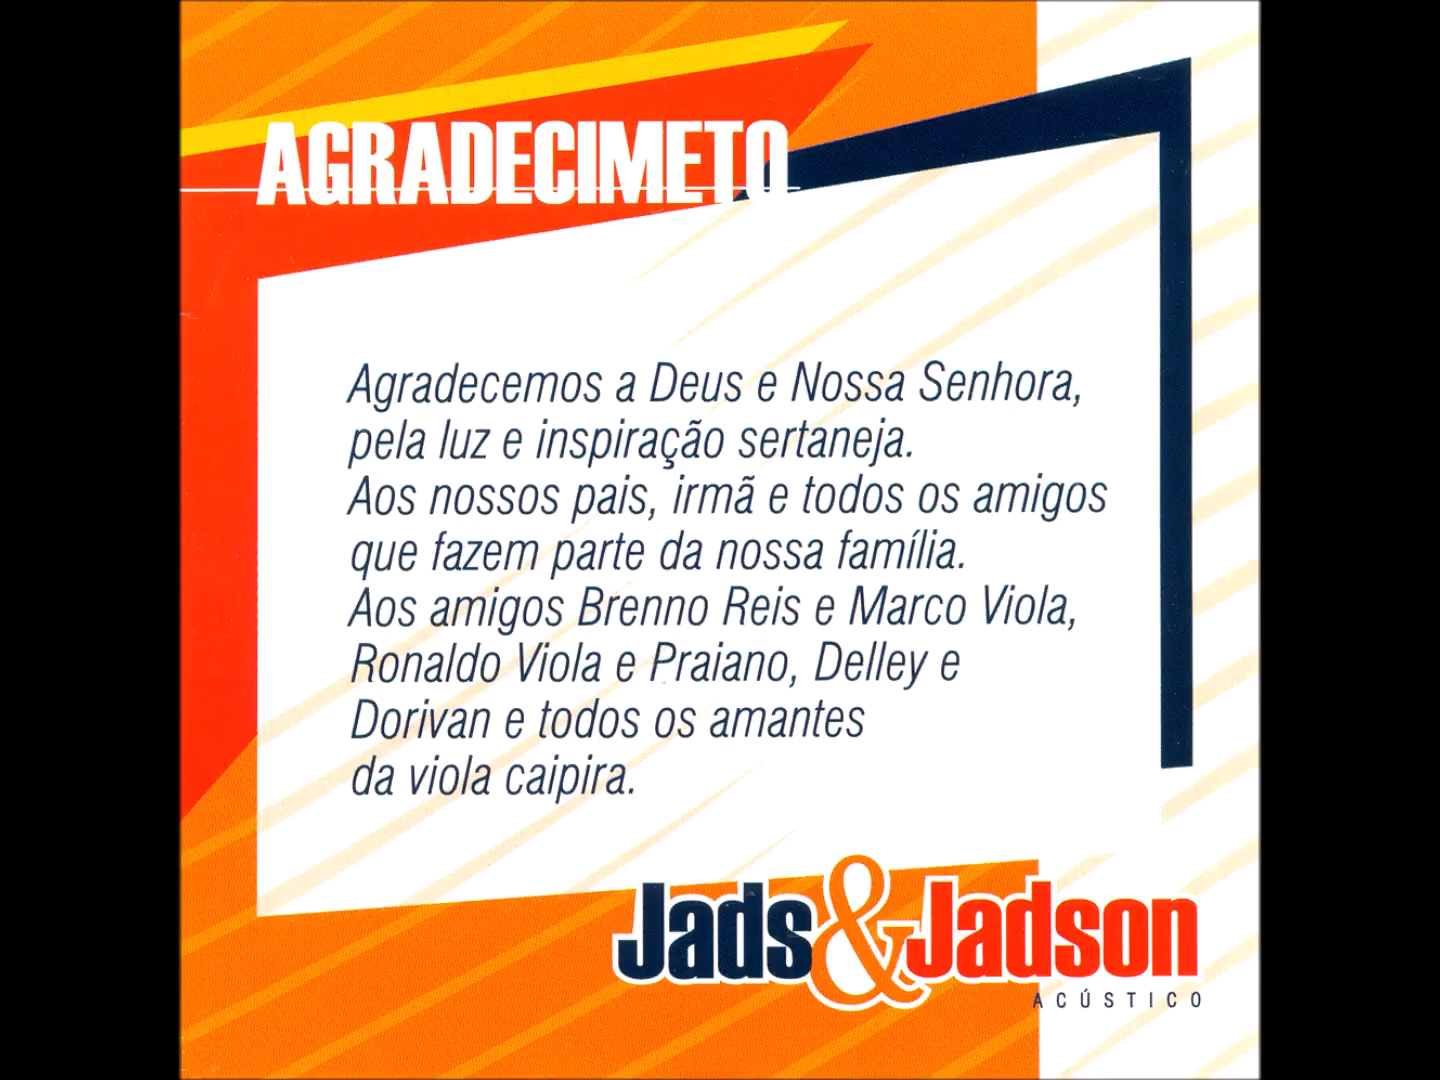 AGRADECIMETO
Agradecemos a Deus e Nossa Senhora,
pela luz e inspiração sertaneja.
Aos nossos pais, irmã e todos os amigos
que fazem parte da nossa família.
Aos amigos Brenno Reis e Marco Viola,
Ronaldo Viola e Praiano, Delley e
Dorivan e todos os amantes
da viola caipira.
Jads & Jadson
ACÚSTICO